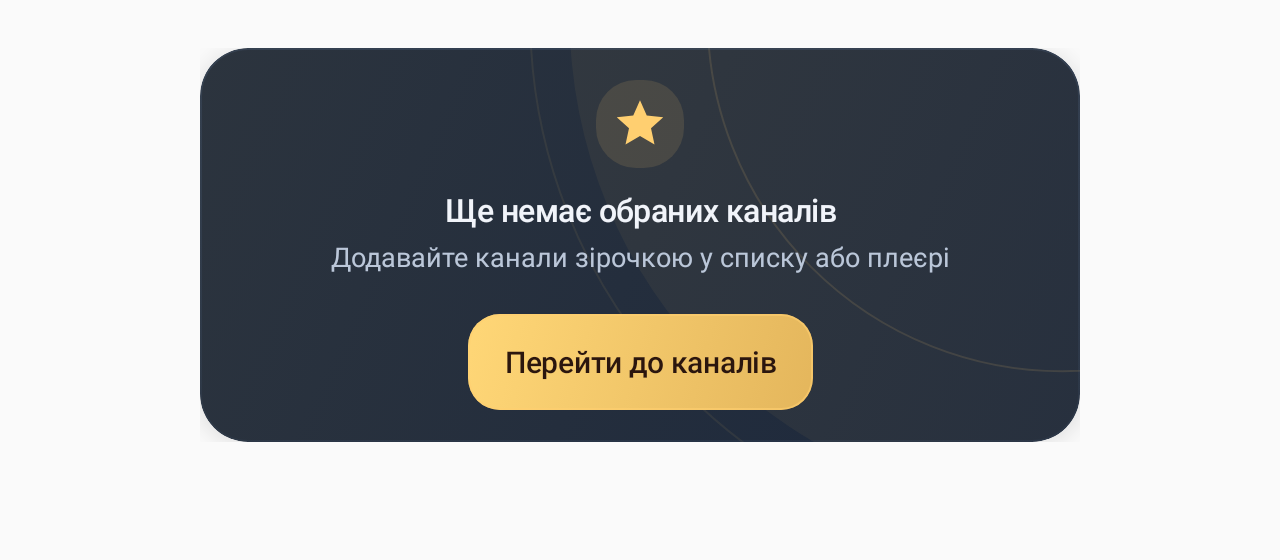 Ще немає обраних каналів
Додавайте канали зірочкою у списку або плеєрі
Перейти до каналів